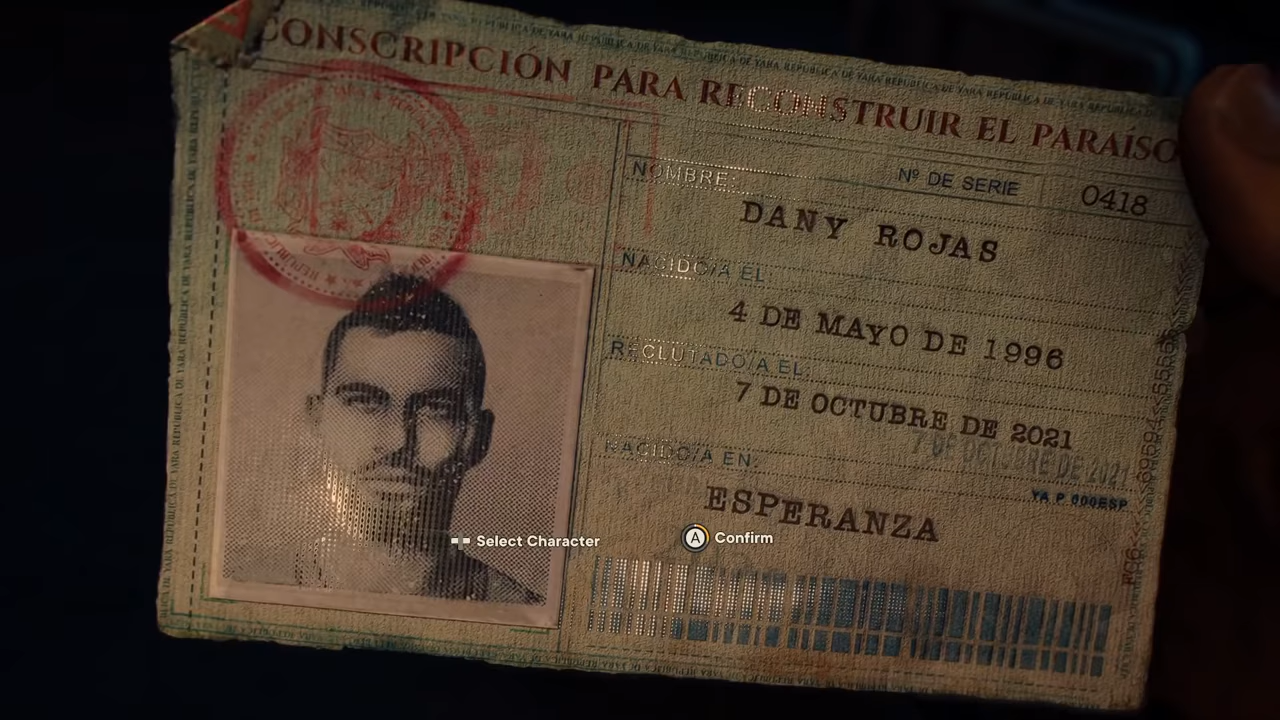 CONSCRIPCIÓN PARA RECONSTRUIR EL PARAÍSO
NOMBRE:
Nº DE SERIE
0418
DANY ROJAS
NACIDO/A EL:
4 DE MAYO DE 1996
RECLUTADO/A EL:
7 DE OCTUBRE DE 2021
7 DE OCTUBRE DE 2021
NACIDO/A EN:
YA P 000ESP
ESPERANZA
Select Character
A Confirm